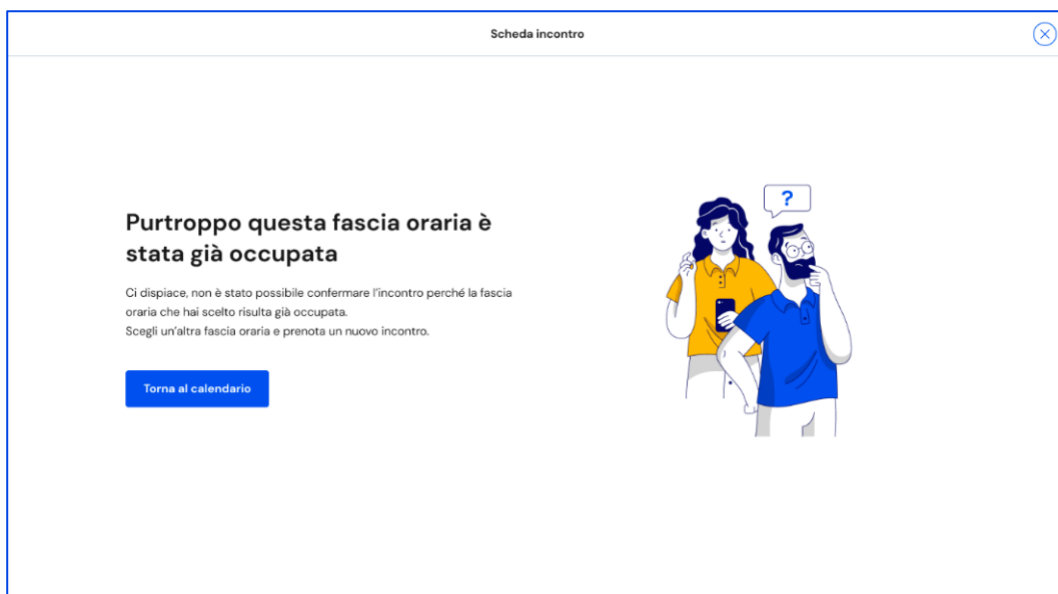 Scheda incontro
?
Purtroppo questa fascia oraria è
stata già occupata
Ci dispiace, non è stato possibile confermare l'incontro perché la fascia
oraria che hai scelto risulta già occupata.
Scegli un'altra fascia oraria e prenota un nuovo incontro.
Torna al calendario